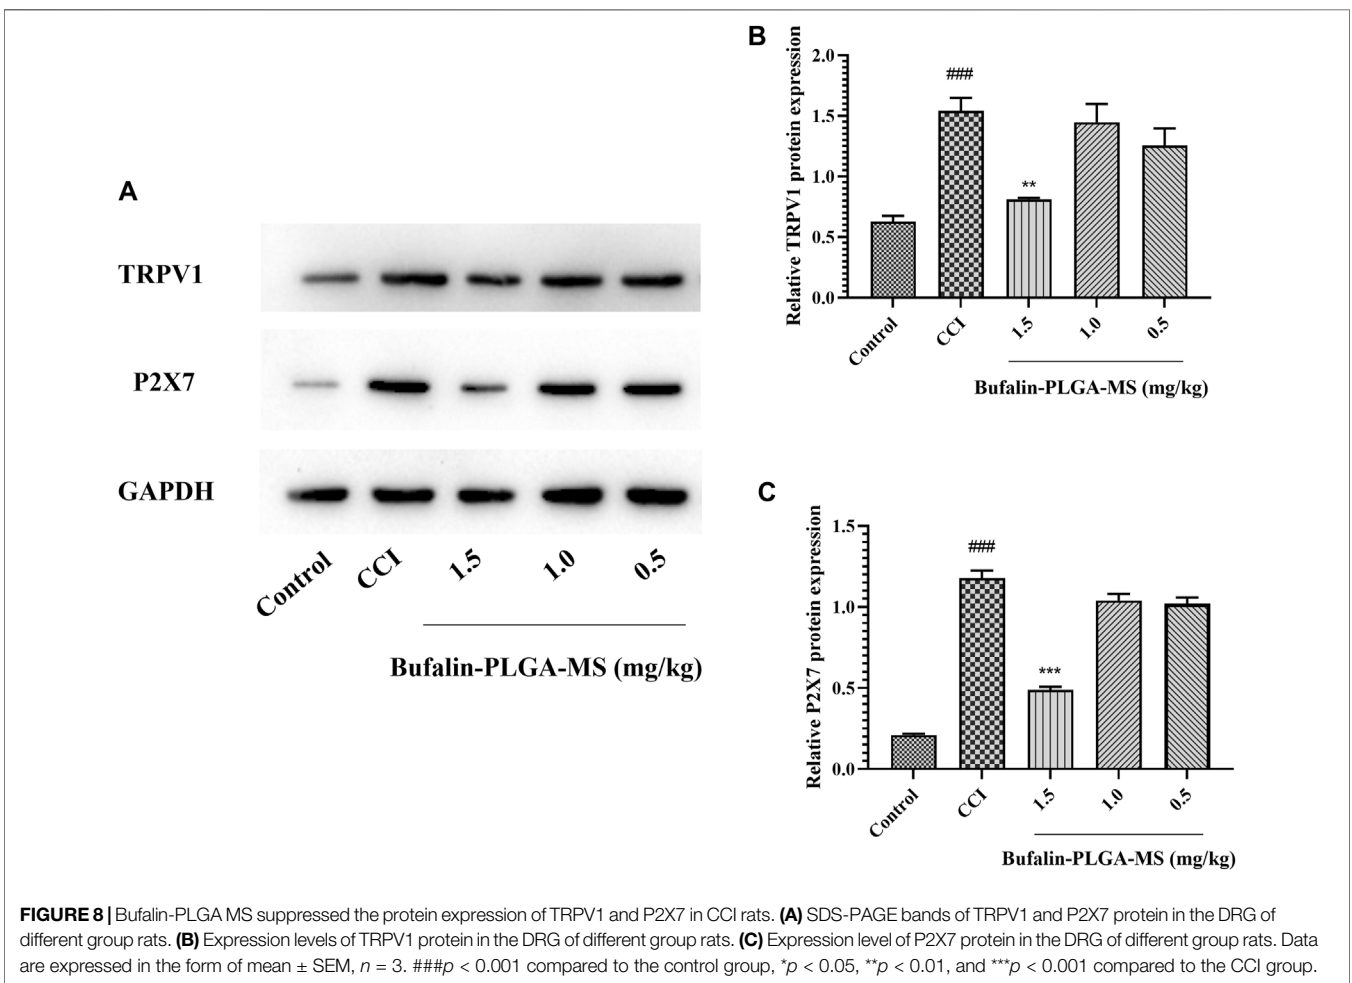 A
TRPV1
P2X7
GAPDH
Control
CCI
1.5
1.0
0.5
Bufalin-PLGA-MS (mg/kg)
B
Relative TRPV1 protein expression
2.0
1.5
1.0
0.5
0.0
###
**
Control
CCI
1.5
1.0
0.5
Bufalin-PLGA-MS (mg/kg)
C
Relative P2X7 protein expression
1.5
1.0
0.5
0.0
###
***
Control
CCI
1.5
1.0
0.5
Bufalin-PLGA-MS (mg/kg)
FIGURE 8 | Bufalin-PLGA MS suppressed the protein expression of TRPV1 and P2X7 in CCI rats. (A) SDS-PAGE bands of TRPV1 and P2X7 protein in the DRG of
different group rats. (B) Expression levels of TRPV1 protein in the DRG of different group rats. (C) Expression level of P2X7 protein in the DRG of different group rats. Data
are expressed in the form of mean ± SEM, n = 3. ###p < 0.001 compared to the control group, *p < 0.05, **p < 0.01, and ***p < 0.001 compared to the CCI group.